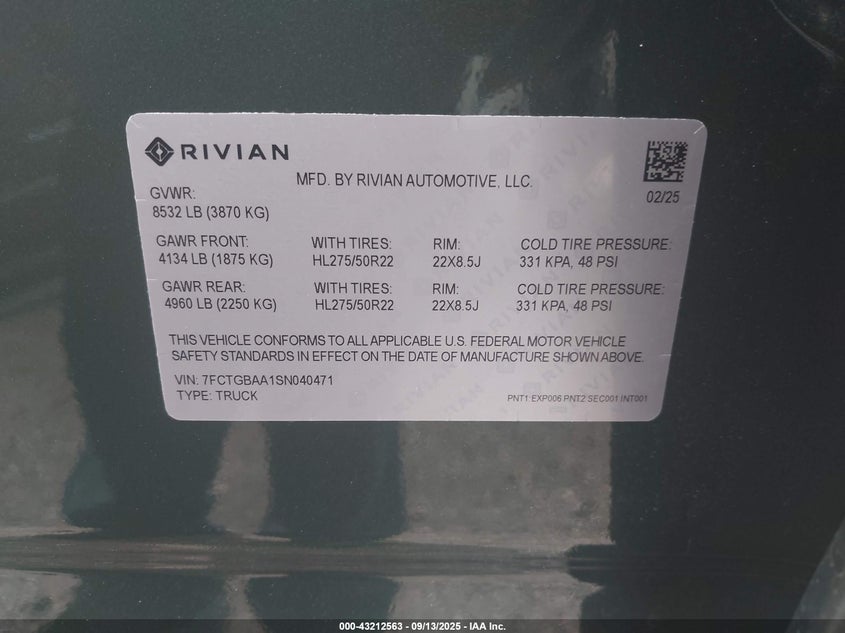 RIVIAN
MFD. BY RIVIAN AUTOMOTIVE, LLC.
02/25
GVWR:
8532 LB (3870 KG)
GAWR FRONT: WITH TIRES: RIM: COLD TIRE PRESSURE:
4134 LB (1875 KG) HL275/50R22 22X8.5J 331 KPA, 48 PSI
GAWR REAR: WITH TIRES: RIM: COLD TIRE PRESSURE:
4960 LB (2250 KG) HL275/50R22 22X8.5J 331 KPA, 48 PSI
THIS VEHICLE CONFORMS TO ALL APPLICABLE U.S. FEDERAL MOTOR VEHICLE
SAFETY STANDARDS IN EFFECT ON THE DATE OF MANUFACTURE SHOWN ABOVE.
VIN: 7FCTGBAA1SN040471
TYPE: TRUCK
PNT1 EXP006 PNT2 SEC001 INT001
000-43212563 - 09/13/2025 - IAA Inc.